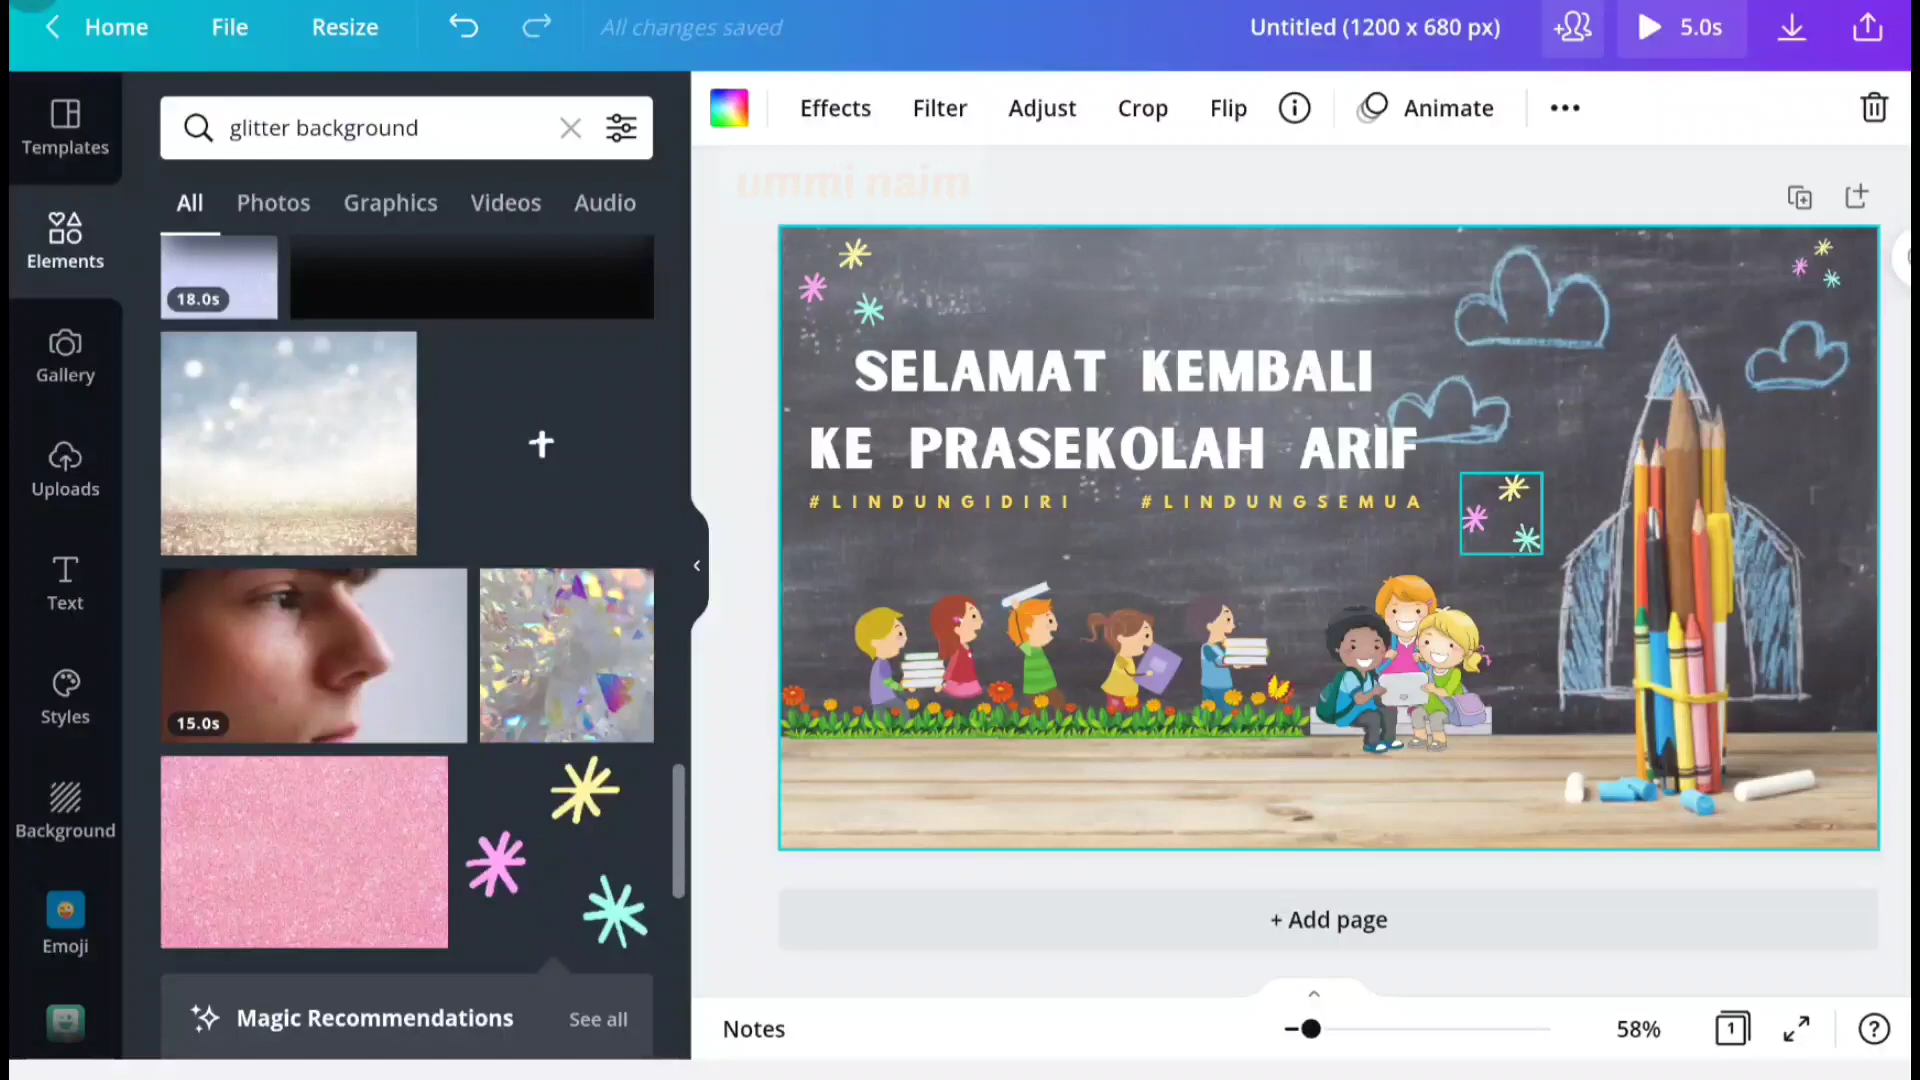 Home File Resize All changes saved Untitled (1200 x 680 px) 5.0s
Templates
Elements
Gallery
Uploads
Text
Styles
Background
Emoji
glitter background
All Photos Graphics Videos Audio
18.0s
15.0s
Magic Recommendations See all
Effects Filter Adjust Crop Flip Animate
ummi naim
SELAMAT KEMBALI
KE PRASEKOLAH ARIF
#LINDUNGIDIRI #LINDUNGSEMUA
+ Add page
Notes 58% 1